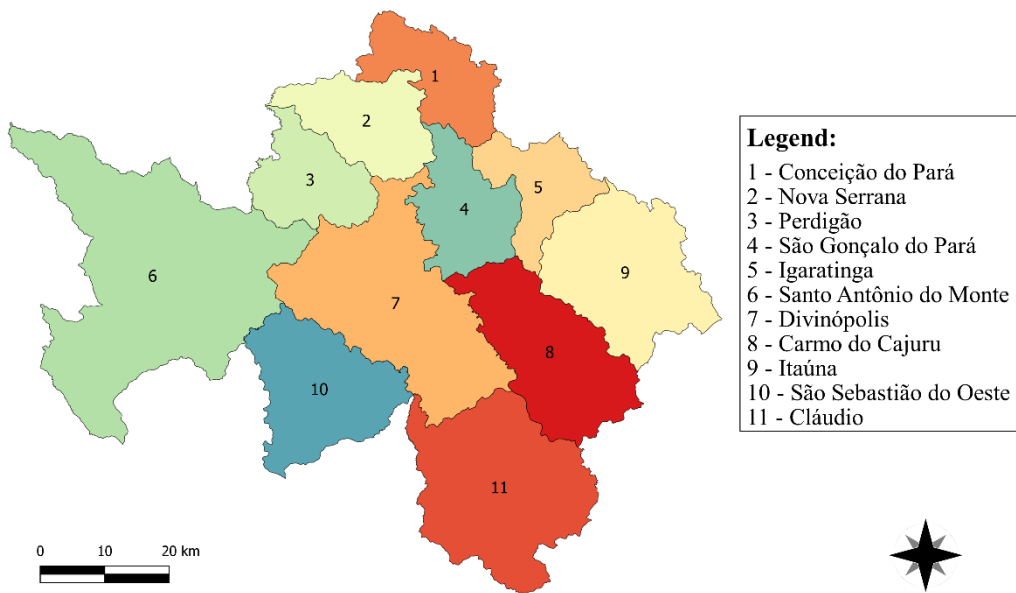 1
2
3
4
5
6
7
8
9
10
11
Legend:
1 - Conceição do Pará
2 - Nova Serrana
3 - Perdigão
4 - São Gonçalo do Pará
5 - Igaratinga
6 - Santo Antônio do Monte
7 - Divinópolis
8 - Carmo do Cajuru
9 - Itaúna
10 - São Sebastião do Oeste
11 - Cláudio
0 10 20 km